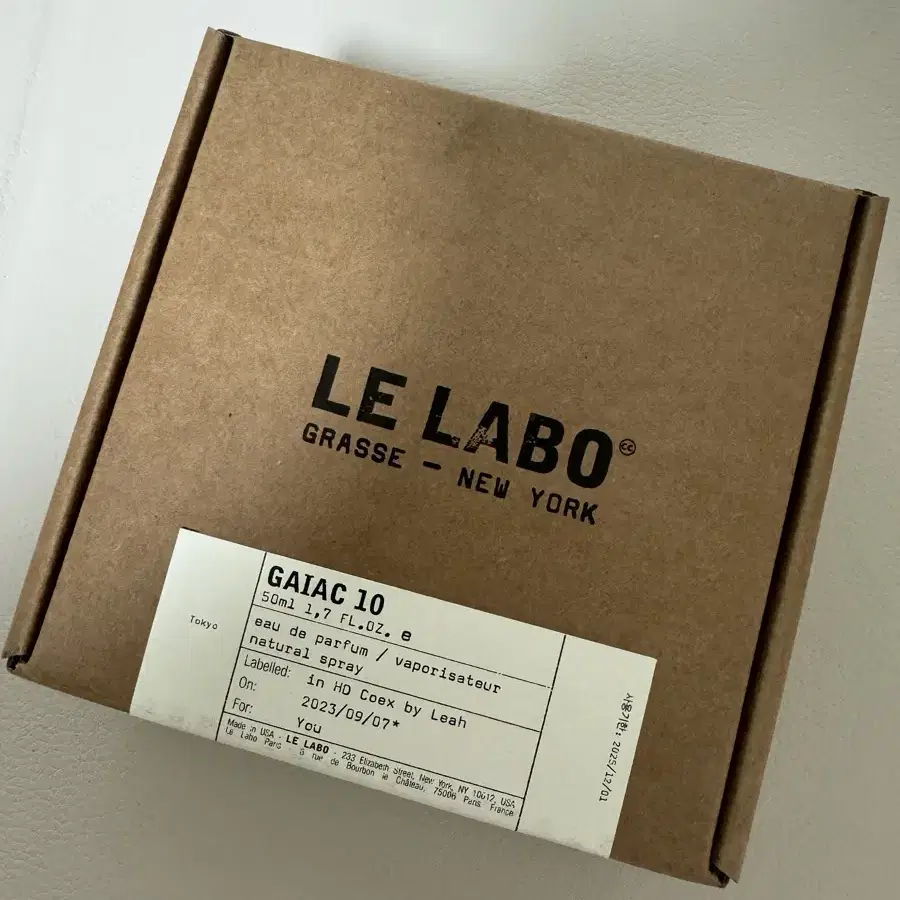 LE LABO cc
GRASSE - NEW YORK
Tokyo
GAIAC 10
50ml 1,7 FL.OZ. e
eau de parfum / vaporisateur
natural spray
Labelled: in HD Coex by Leah
On: 2023/09/07*
For: You
Made in USA - LE LABO - 233 Elizabeth Street, New York, NY 10012, USA
Le Labo Paris - 6 rue de Bourbon le Château, 75006 Paris France
사용기한: 2025/12/01